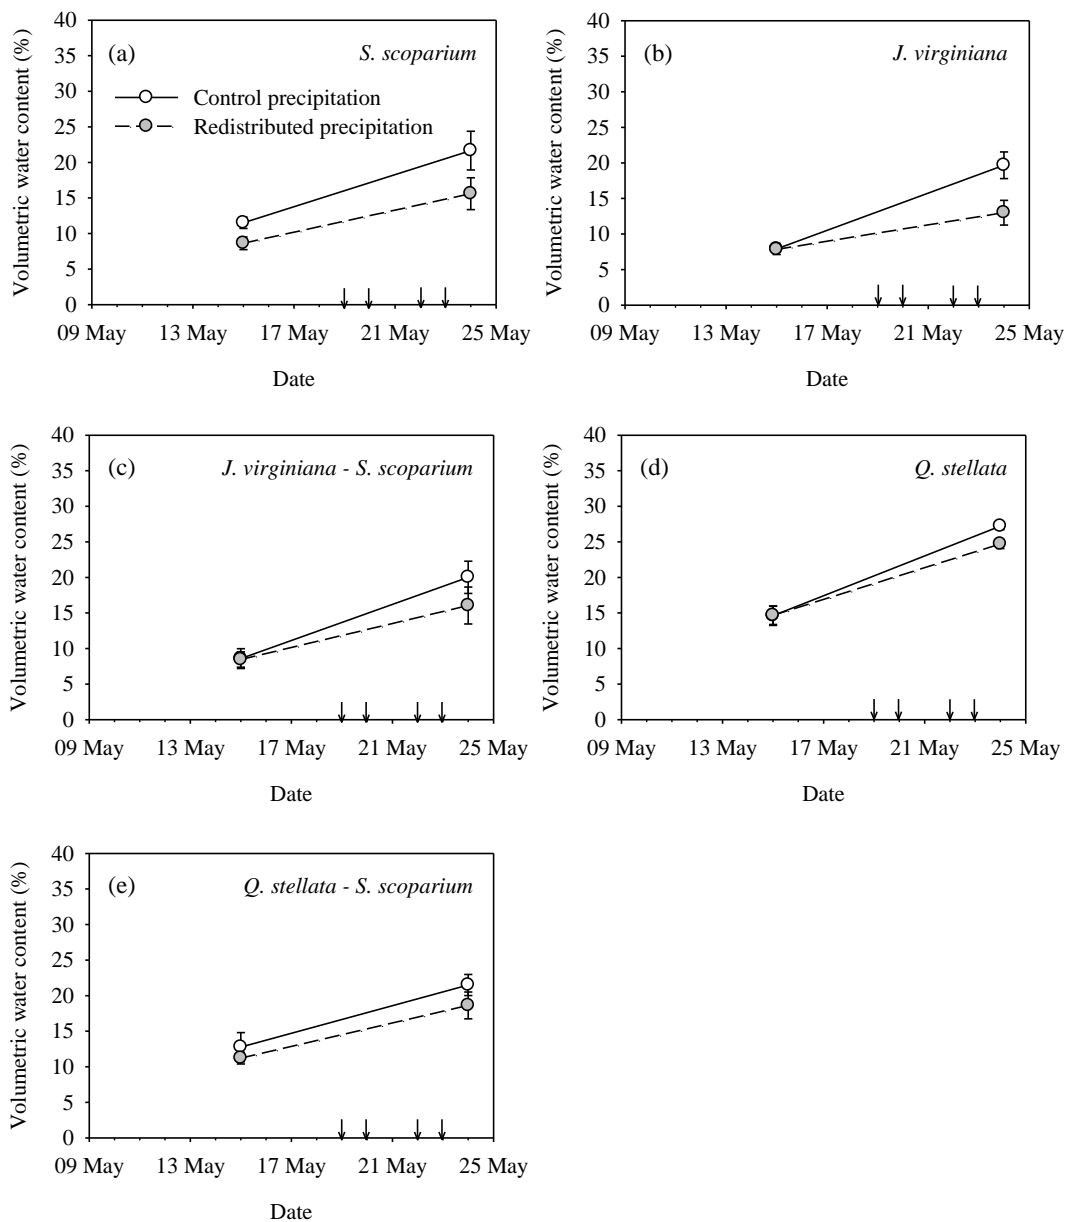 Volumetric water content (%)
40
35
30
25
20
15
10
5
0
(a)
S. scoparium
Control precipitation
Redistributed precipitation
09 May
13 May
17 May
21 May
25 May
Date
Volumetric water content (%)
40
35
30
25
20
15
10
5
0
(b)
J. virginiana
09 May
13 May
17 May
21 May
25 May
Date
Volumetric water content (%)
40
35
30
25
20
15
10
5
0
(c)
J. virginiana - S. scoparium
09 May
13 May
17 May
21 May
25 May
Date
Volumetric water content (%)
40
35
30
25
20
15
10
5
0
(d)
Q. stellata
09 May
13 May
17 May
21 May
25 May
Date
Volumetric water content (%)
40
35
30
25
20
15
10
5
0
(e)
Q. stellata - S. scoparium
09 May
13 May
17 May
21 May
25 May
Date